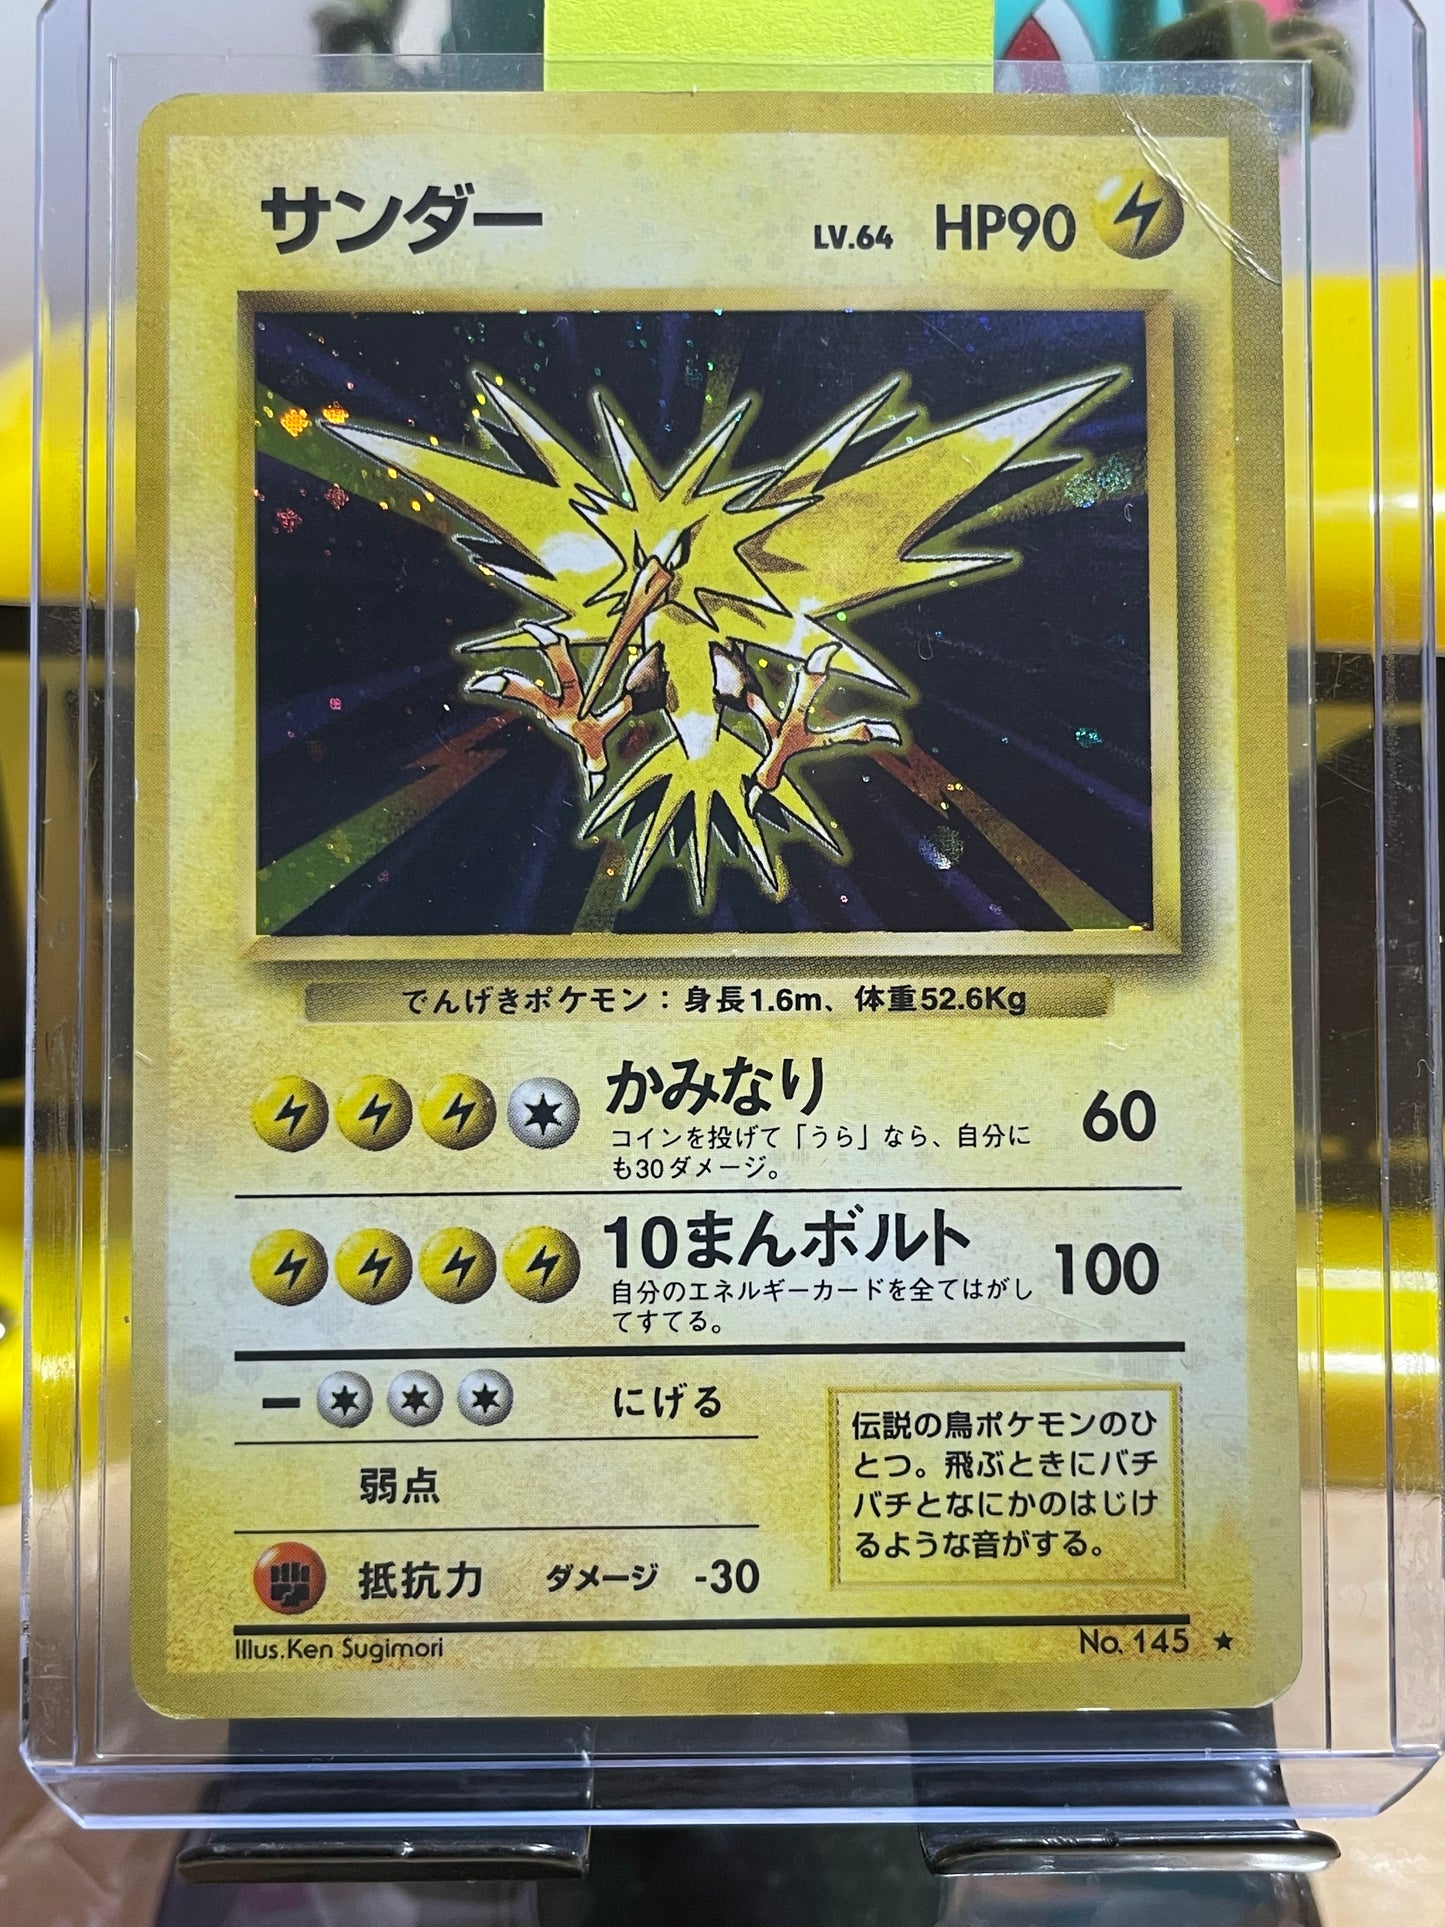 サンダー LV.64 HP90
でんげきポケモン：身長1.6m、体重52.6Kg
かみなり 60
コインを投げて「うら」なら、自分に
も30ダメージ。
10まんボルト 100
自分のエネルギーカードを全てはがし
てすてる。
にげる
弱点
抵抗力 ダメージ -30
伝説の鳥ポケモンのひ
とつ。飛ぶときにバチ
バチとなにかのはじけ
るような音がする。
Illus.Ken Sugimori No. 145 ★